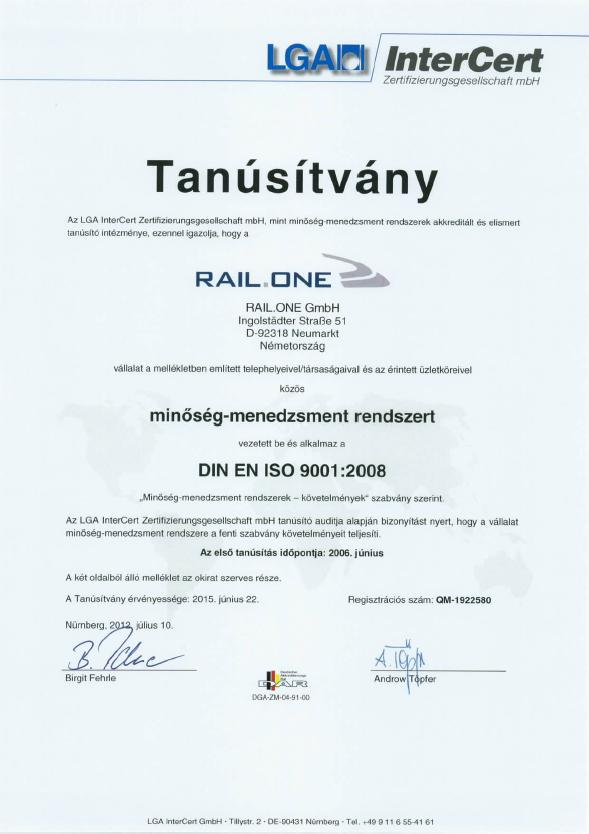 LGA InterCert
Zertifizierungsgesellschaft mbH
Tanúsítvány
Az LGA InterCert Zertifizierungsgesellschaft mbH, mint minőség-menedzsment rendszerek akkreditált és elismert
tanúsító intézménye, ezennel igazolja, hogy a
RAIL.ONE
RAIL.ONE GmbH
Ingolstädter Straße 51
D-92318 Neumarkt
Németország
vállalat a mellékletben említett telephelyeivel/társaságaival és az érintett üzletköreivel
közös
minőség-menedzsment rendszert
vezetett be és alkalmaz a
DIN EN ISO 9001:2008
„Minőség-menedzsment rendszerek – követelmények“ szabvány szerint.
Az LGA InterCert Zertifizierungsgesellschaft mbH tanúsító auditja alapján bizonyítást nyert, hogy a vállalat
minőség-menedzsment rendszere a fenti szabvány követelményeit teljesíti.
Az első tanúsítás időpontja: 2006. június
A két oldalból álló melléklet az okirat szerves része.
A Tanúsítvány érvényessége: 2015. június 22. Regisztrációs szám: QM-1922580
Nürnberg, 2012. július 10.
Birgit Fehrle Androw Töpfer
Deutscher
Akkreditierungs
Rat
DAR
DGA-ZM-04-91-00
LGA InterCert GmbH · Tillystr. 2 · DE-90431 Nürnberg · Tel. +49 9 11 6 55-41 61